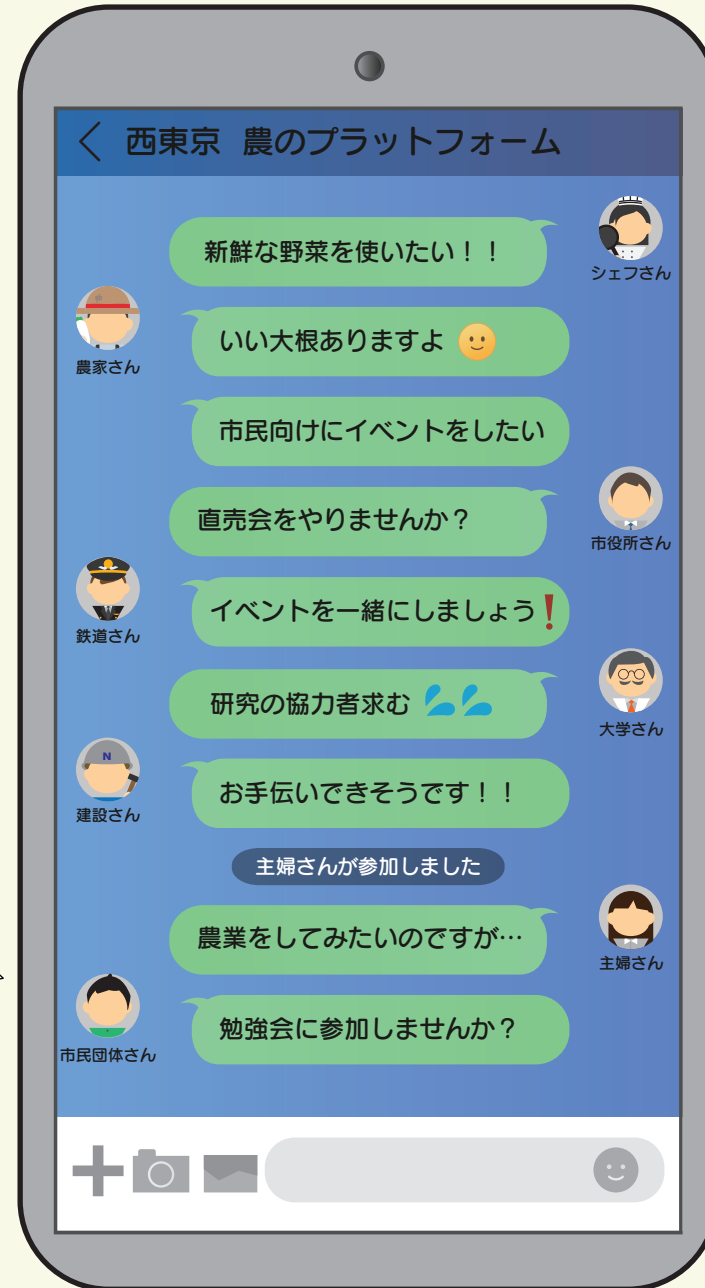 西東京 農のプラットフォーム
新鮮な野菜を使いたい！！
シェフさん
いい大根ありますよ
農家さん
市民向けにイベントをしたい
直売会をやりませんか？
市役所さん
イベントを一緒にしましょう❗
鉄道さん
研究の協力者求む
大学さん
N
お手伝いできそうです！！
建設さん
主婦さんが参加しました
農業をしてみたいのですが…
主婦さん
勉強会に参加しませんか？
市民団体さん